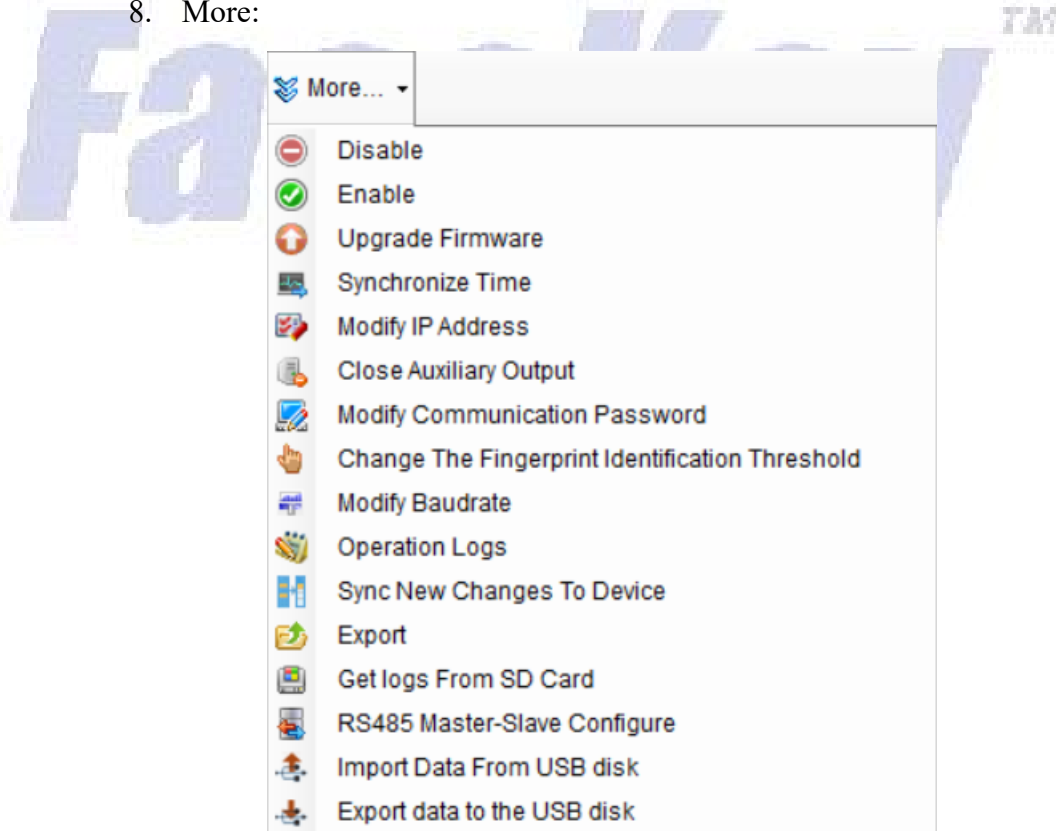 8. More:
TM
More...
Disable
Enable
Upgrade Firmware
Synchronize Time
Modify IP Address
Close Auxiliary Output
Modify Communication Password
Change The Fingerprint Identification Threshold
Modify Baudrate
Operation Logs
Sync New Changes To Device
Export
Get logs From SD Card
RS485 Master-Slave Configure
Import Data From USB disk
Export data to the USB disk